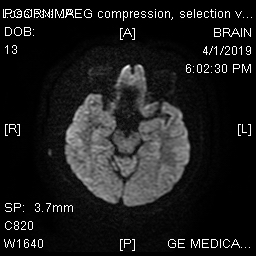 JPEG compression, selection v...
DOB:
BRAIN
13
4/1/2019
6:02:30 PM
[A]
[R]
[L]
SP: 3.7mm
C820
W1640
[P]
GE MEDICA...